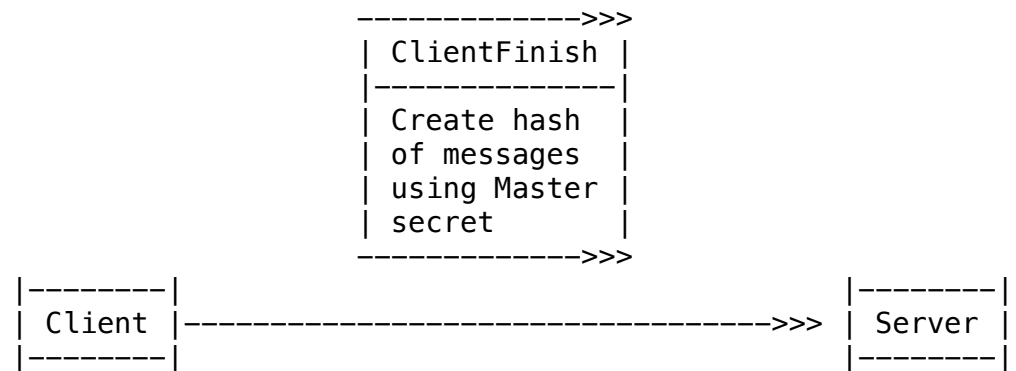 ClientFinish
Create hash
of messages
using Master
secret
Client
Server